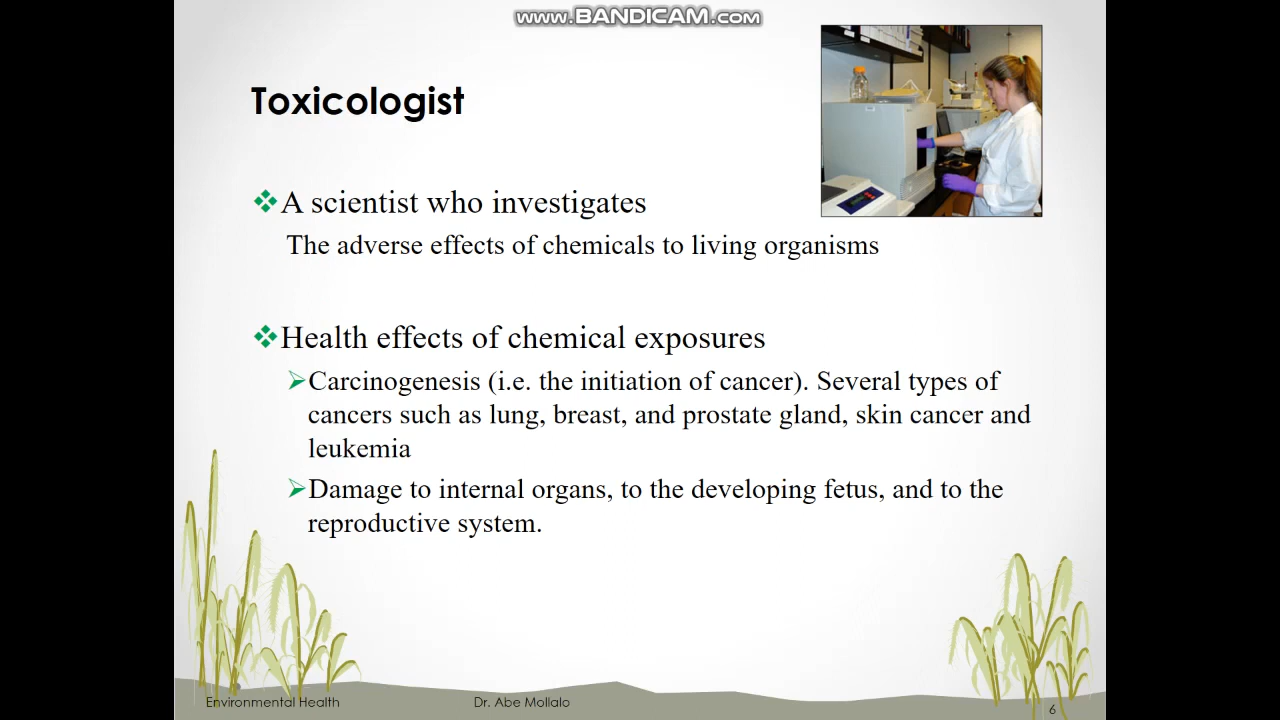 www.BANDICAM.com
Toxicologist
A scientist who investigates
The adverse effects of chemicals to living organisms
Health effects of chemical exposures
Carcinogenesis (i.e. the initiation of cancer). Several types of
cancers such as lung, breast, and prostate gland, skin cancer and
leukemia
Damage to internal organs, to the developing fetus, and to the
reproductive system.
Environmental Health
Dr. Abe Mollalo
6